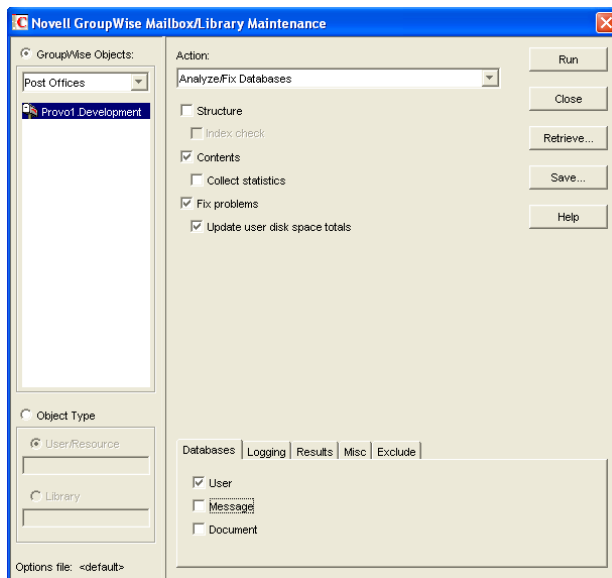 Novell GroupWise Mailbox/Library Maintenance
GroupWise Objects:
Post Offices
Provo1.Development
Object Type
User/Resource
Library
Options file: <default>
Action:
Analyze/Fix Databases
Structure
Index check
Contents
Collect statistics
Fix problems
Update user disk space totals
Databases Logging Results Misc Exclude
User
Message
Document
Run
Close
Retrieve...
Save...
Help